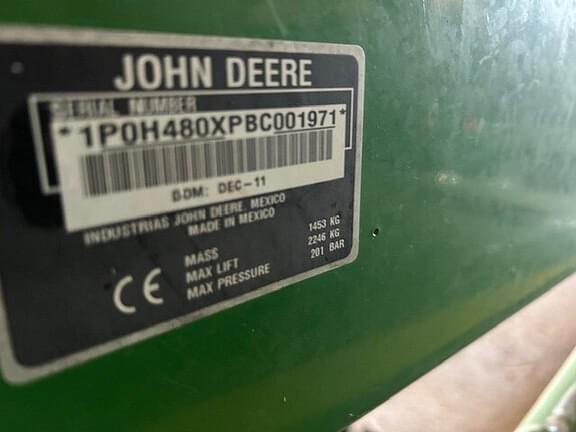 JOHN DEERE
SERIAL NUMBER
*1P0H480XPBC001971*
DOM: DEC-11
INDUSTRIAS JOHN DEERE, MEXICO
MADE IN MEXICO
MASS 1453 KG
MAX LIFT 2246 KG
MAX PRESSURE 201 BAR
CE